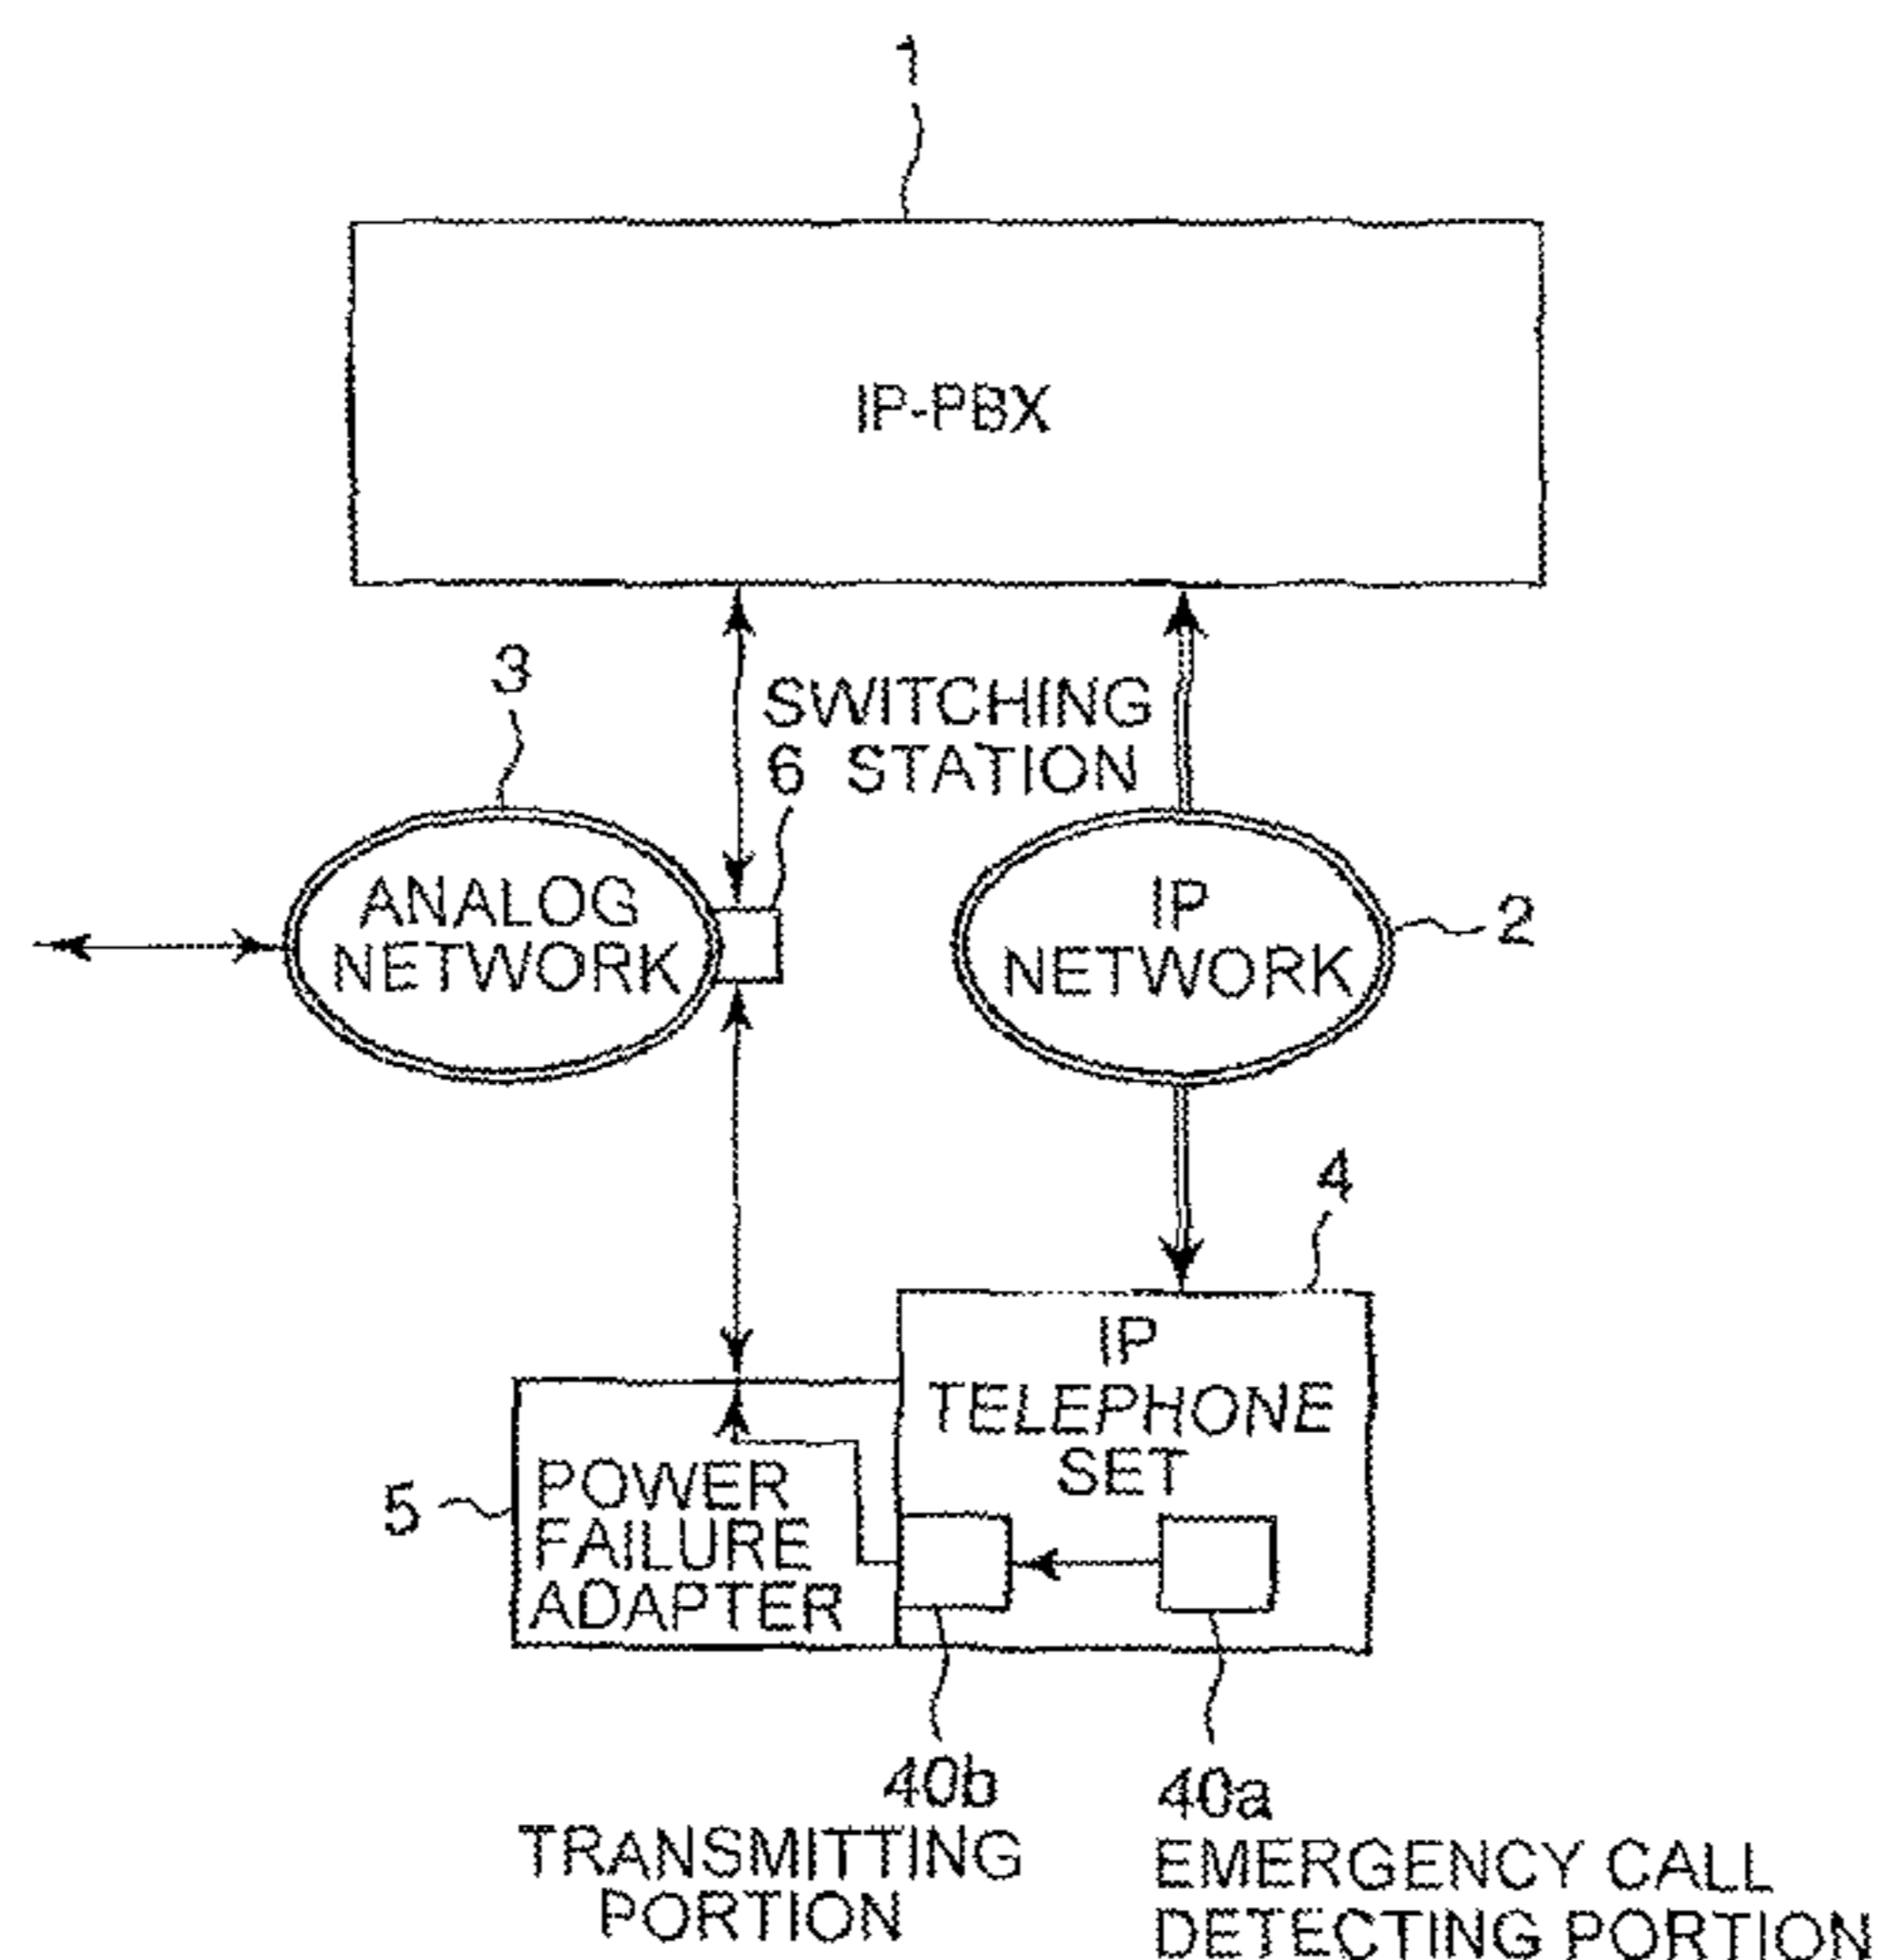 1
IP-PBX
3
SWITCHING
6 STATION
ANALOG
NETWORK
IP
NETWORK
2
4
IP
TELEPHONE
SET
5
POWER
FAILURE
ADAPTER
40b
TRANSMITTING
PORTION
40a
EMERGENCY CALL
DETECTING PORTION